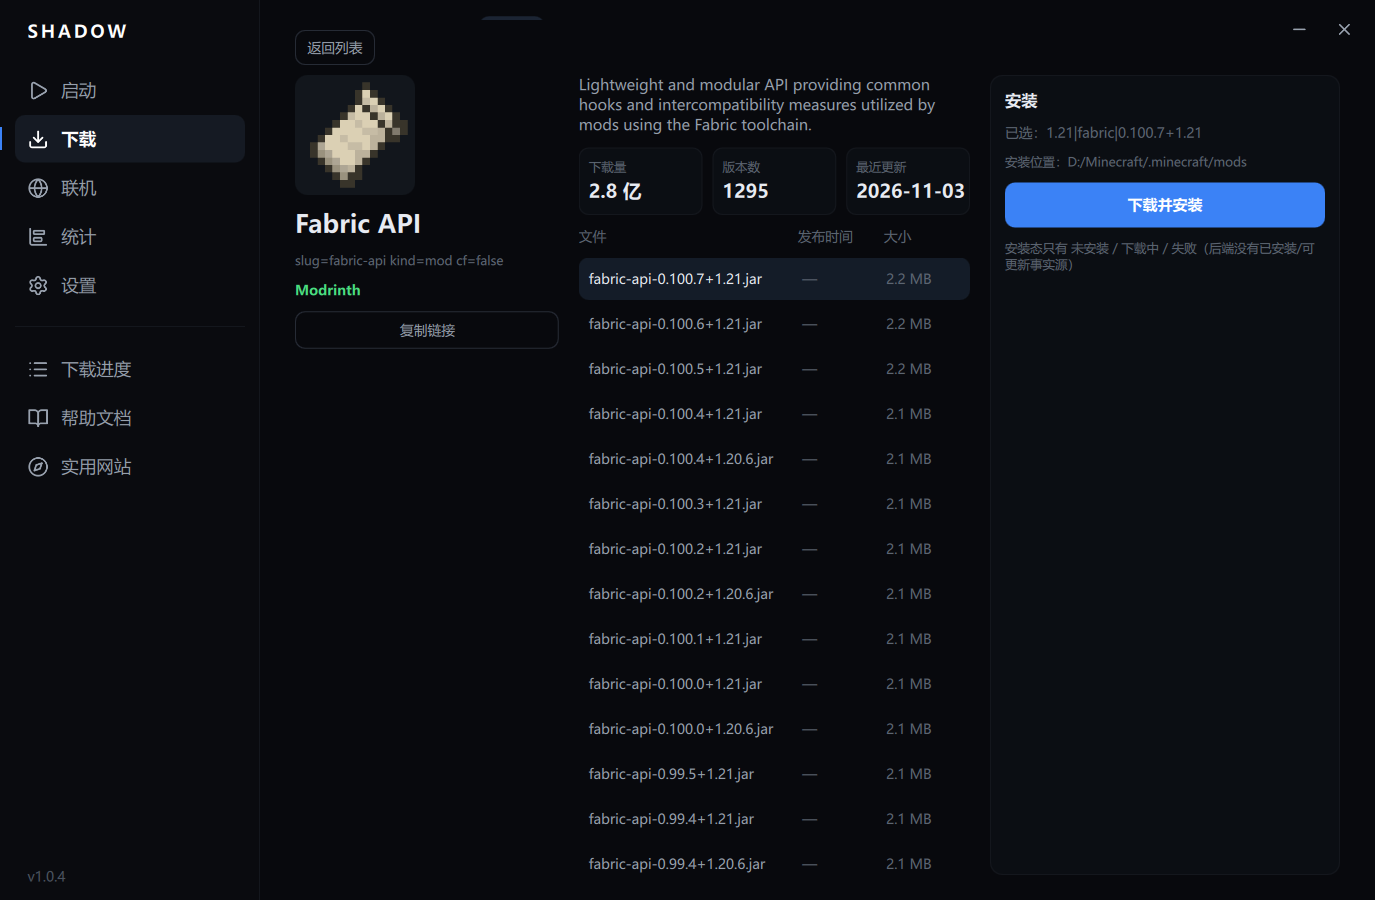 SHADOW
启动
下载
联机
统计
设置
下载进度
帮助文档
实用网站
v1.0.4
返回列表
Fabric API
slug=fabric-api kind=mod cf=false
Modrinth
复制链接
Lightweight and modular API providing common
hooks and intercompatibility measures utilized by
mods using the Fabric toolchain.
下载量 版本数 最近更新
2.8 亿 1295 2026-11-03
文件 发布时间 大小
fabric-api-0.100.7+1.21.jar — 2.2 MB
fabric-api-0.100.6+1.21.jar — 2.2 MB
fabric-api-0.100.5+1.21.jar — 2.2 MB
fabric-api-0.100.4+1.21.jar — 2.1 MB
fabric-api-0.100.4+1.20.6.jar — 2.1 MB
fabric-api-0.100.3+1.21.jar — 2.1 MB
fabric-api-0.100.2+1.21.jar — 2.1 MB
fabric-api-0.100.2+1.20.6.jar — 2.1 MB
fabric-api-0.100.1+1.21.jar — 2.1 MB
fabric-api-0.100.0+1.21.jar — 2.1 MB
fabric-api-0.100.0+1.20.6.jar — 2.1 MB
fabric-api-0.99.5+1.21.jar — 2.1 MB
fabric-api-0.99.4+1.21.jar — 2.1 MB
fabric-api-0.99.4+1.20.6.jar — 2.1 MB
安装
已选：1.21|fabric|0.100.7+1.21
安装位置：D:/Minecraft/.minecraft/mods
下载并安装
安装态只有 未安装 / 下载中 / 失败（后端没有已安装/可
更新事实源）